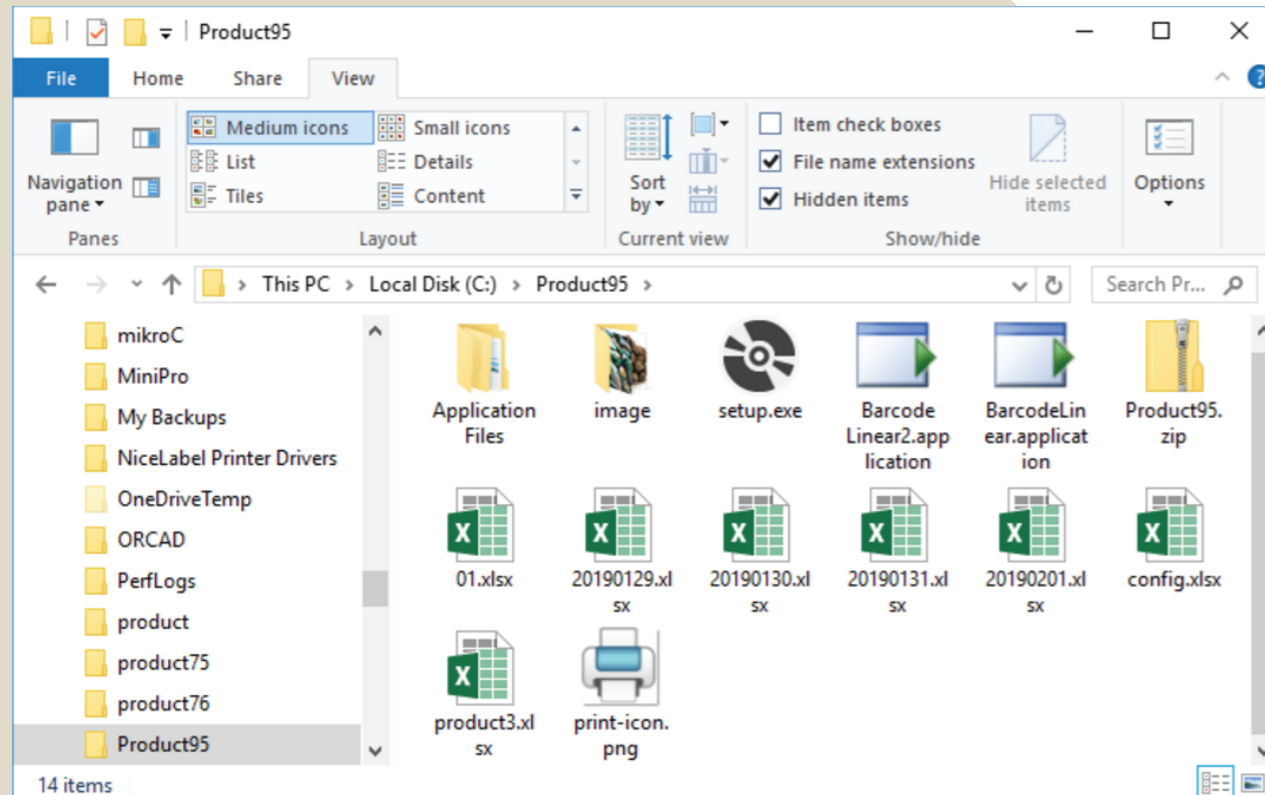 Product95
File Home Share View
Medium icons Small icons
List Details
Tiles Content
Navigation
pane
Sort
by
Item check boxes
File name extensions
Hidden items
Hide selected
items
Options
Panes Layout Current view Show/hide
This PC > Local Disk (C:) > Product95 >
Search Pr...
mikroC
MiniPro
My Backups
NiceLabel Printer Drivers
OneDriveTemp
ORCAD
PerfLogs
product
product75
product76
Product95
Application
Files
image
setup.exe
Barcode
Linear2.app
lication
BarcodeLin
ear.applicat
ion
Product95.
zip
01.xlsx
20190129.xl
sx
20190130.xl
sx
20190131.xl
sx
20190201.xl
sx
config.xlsx
product3.xl
sx
print-icon.
png
14 items